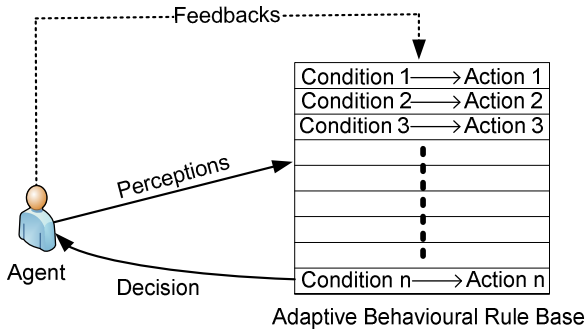 Feedbacks
Condition 1 Action 1
Condition 2 Action 2
Condition 3 Action 3
Perceptions
Agent
Decision
Condition n Action n
Adaptive Behavioural Rule Base